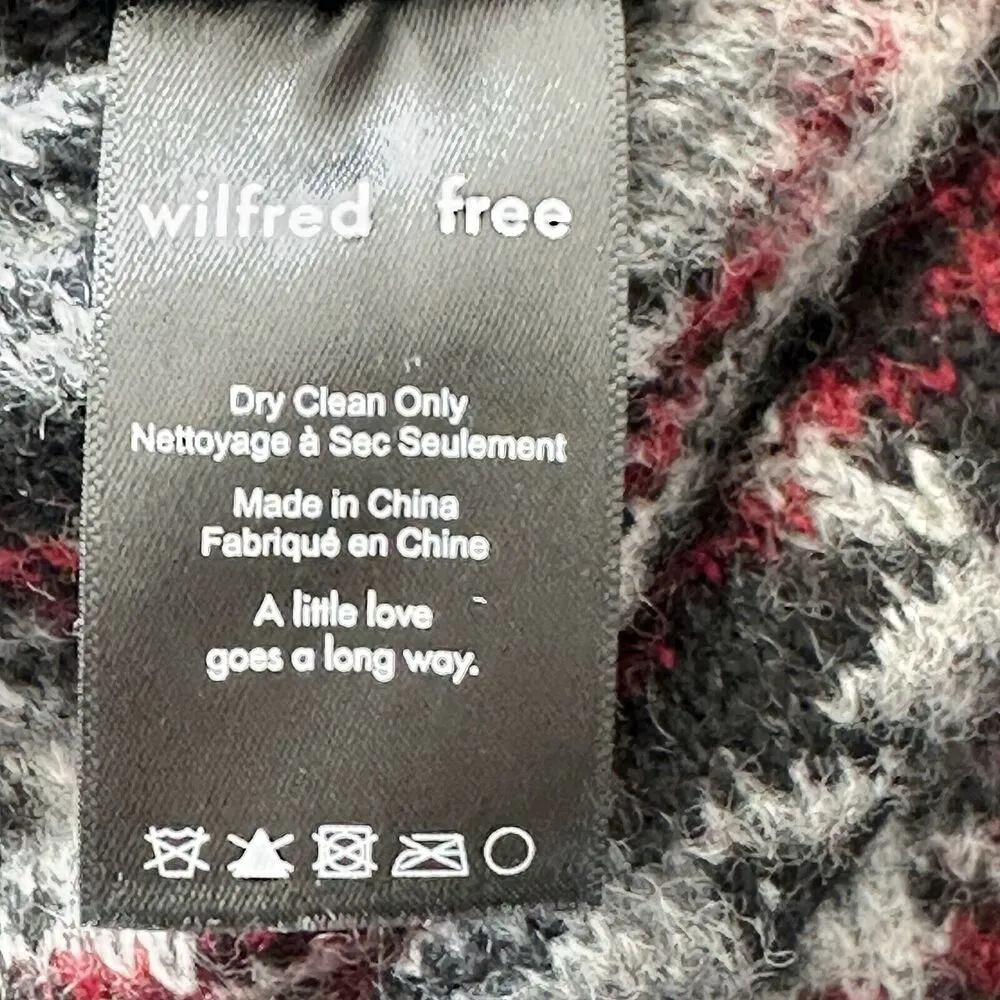 wilfred free
Dry Clean Only
Nettoyage à Sec Seulement
Made in China
Fabriqué en Chine
A little love
goes a long way.